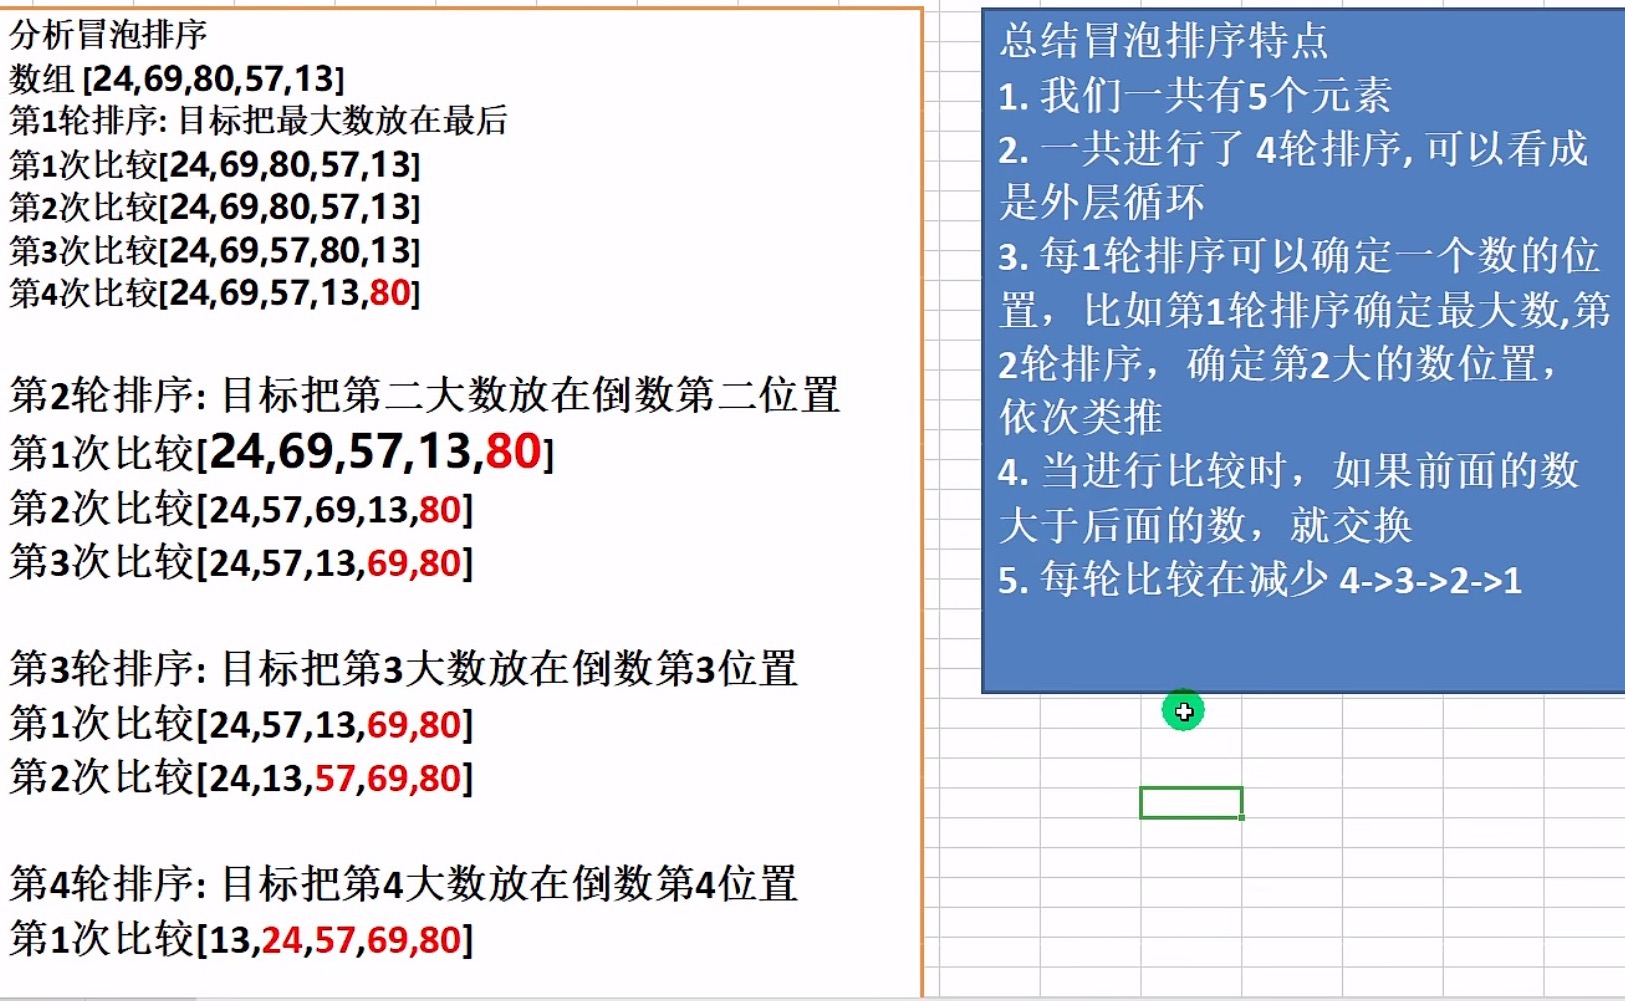 分析冒泡排序
数组 [24,69,80,57,13]
第1轮排序: 目标把最大数放在最后
第1次比较[24,69,80,57,13]
第2次比较[24,69,80,57,13]
第3次比较[24,69,57,80,13]
第4次比较[24,69,57,13,80]
第2轮排序: 目标把第二大数放在倒数第二位置
第1次比较[24,69,57,13,80]
第2次比较[24,57,69,13,80]
第3次比较[24,57,13,69,80]
第3轮排序: 目标把第3大数放在倒数第3位置
第1次比较[24,57,13,69,80]
第2次比较[24,13,57,69,80]
第4轮排序: 目标把第4大数放在倒数第4位置
第1次比较[13,24,57,69,80]
总结冒泡排序特点
1. 我们一共有5个元素
2. 一共进行了 4轮排序, 可以看成
是外层循环
3. 每1轮排序可以确定一个数的位
置，比如第1轮排序确定最大数,第
2轮排序，确定第2大的数位置，
依次类推
4. 当进行比较时，如果前面的数
大于后面的数，就交换
5. 每轮比较在减少 4->3->2->1